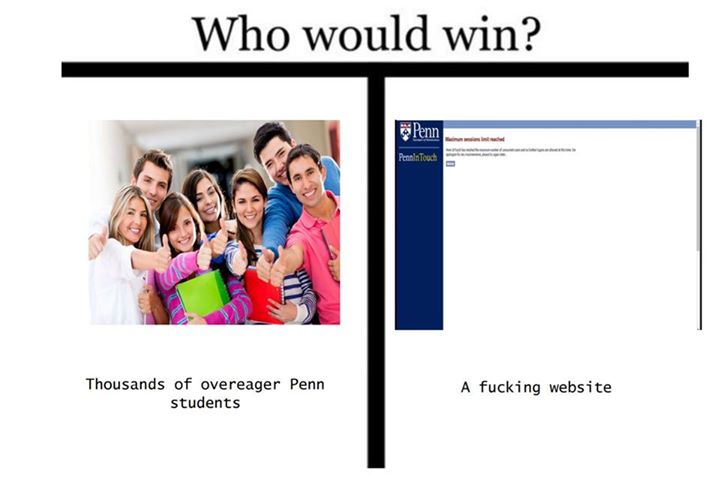 Who would win?
Penn
PennInTouch
Maximum sessions limit reached
Thousands of overeager Penn
students
A fucking website